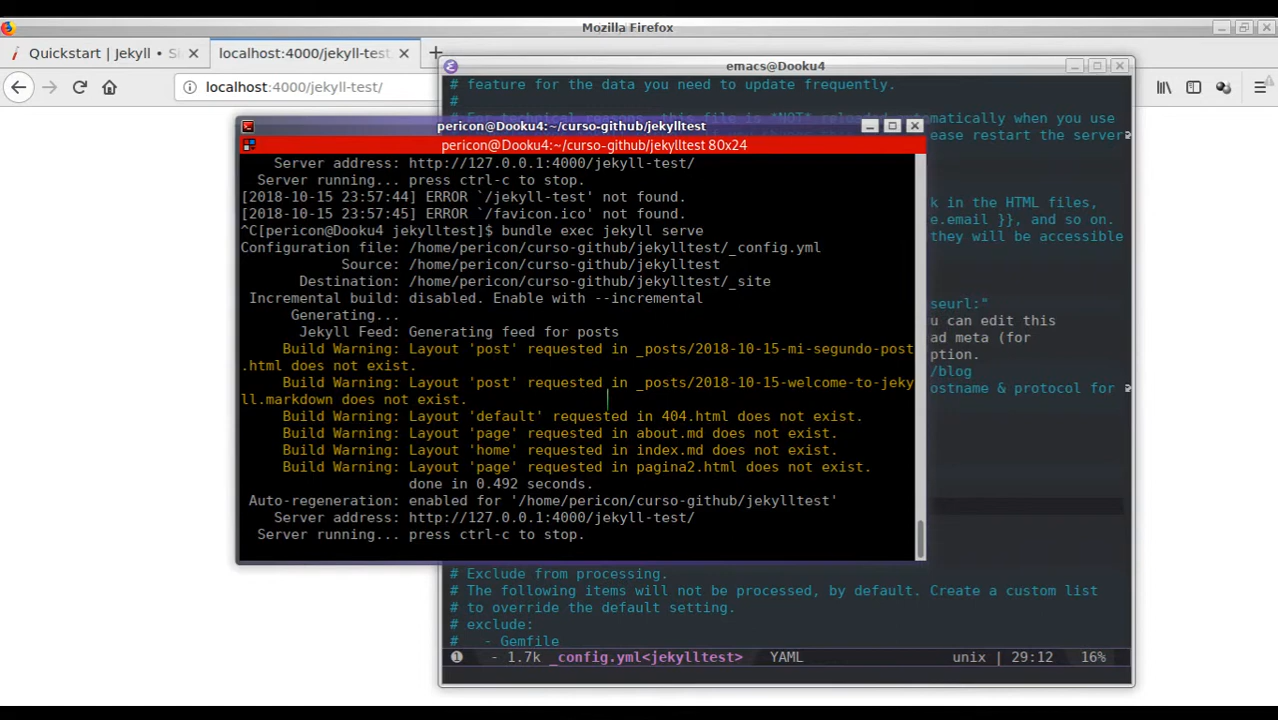 Mozilla Firefox
Quickstart | Jekyll •
localhost:4000/jekyll-test
localhost:4000/jekyll-test/
emacs@Dooku4
# feature for the data you need to update frequently.
#
automatically when you use
ease restart the server
pericon@Dooku4:~/curso-github/jekylltest
pericon@Dooku4:~/curso-github/jekylltest 80x24
Server address: http://127.0.0.1:4000/jekyll-test/
Server running... press ctrl-c to stop.
[2018-10-15 23:57:44] ERROR `/jekyll-test' not found.
[2018-10-15 23:57:45] ERROR `/favicon.ico' not found.
^C[pericon@Dooku4 jekylltest]$ bundle exec jekyll serve
Configuration file: /home/pericon/curso-github/jekylltest/_config.yml
Source: /home/pericon/curso-github/jekylltest
Destination: /home/pericon/curso-github/jekylltest/_site
Incremental build: disabled. Enable with --incremental
Generating...
Jekyll Feed: Generating feed for posts
Build Warning: Layout 'post' requested in _posts/2018-10-15-mi-segundo-post
.html does not exist.
Build Warning: Layout 'post' requested in _posts/2018-10-15-welcome-to-jeky
ll.markdown does not exist.
Build Warning: Layout 'default' requested in 404.html does not exist.
Build Warning: Layout 'page' requested in about.md does not exist.
Build Warning: Layout 'home' requested in index.md does not exist.
Build Warning: Layout 'page' requested in pagina2.html does not exist.
done in 0.492 seconds.
Auto-regeneration: enabled for '/home/pericon/curso-github/jekylltest'
Server address: http://127.0.0.1:4000/jekyll-test/
Server running... press ctrl-c to stop.
k in the HTML files,
e.email }}, and so on.
they will be accessible
seurl:"
u can edit this
ad meta (for
ption.
/blog
ostname & protocol for
# Exclude from processing.
# The following items will not be processed, by default. Create a custom list
# to override the default setting.
# exclude:
#   - Gemfile
- 1.7k _config.yml<jekylltest> YAML unix | 29:12 16%